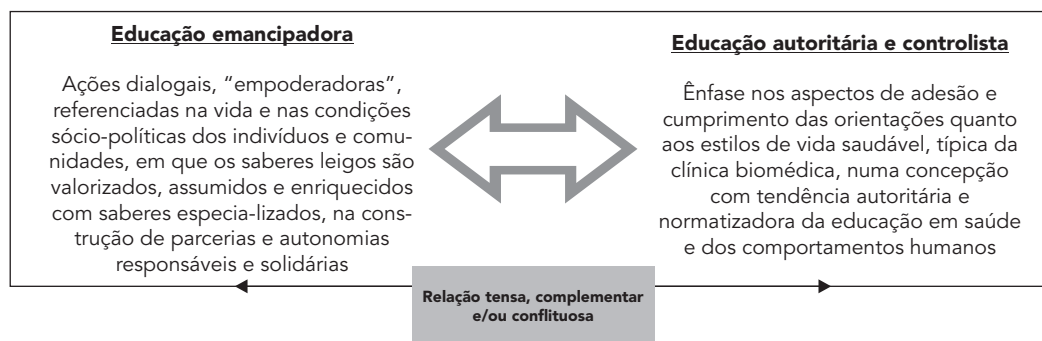 Educação emancipadora
Ações dialogais, “empoderadoras”,
referenciadas na vida e nas condições
sócio-políticas dos indivíduos e comu-
nidades, em que os saberes leigos são
valorizados, assumidos e enriquecidos
com saberes especia-lizados, na cons-
trução de parcerias e autonomias
responsáveis e solidárias
Educação autoritária e controlista
Ênfase nos aspectos de adesão e
cumprimento das orientações quanto
aos estilos de vida saudável, típica da
clínica biomédica, numa concepção
com tendência autoritária e
normatizadora da educação em saúde
e dos comportamentos humanos
Relação tensa, complementar
e/ou conflituosa